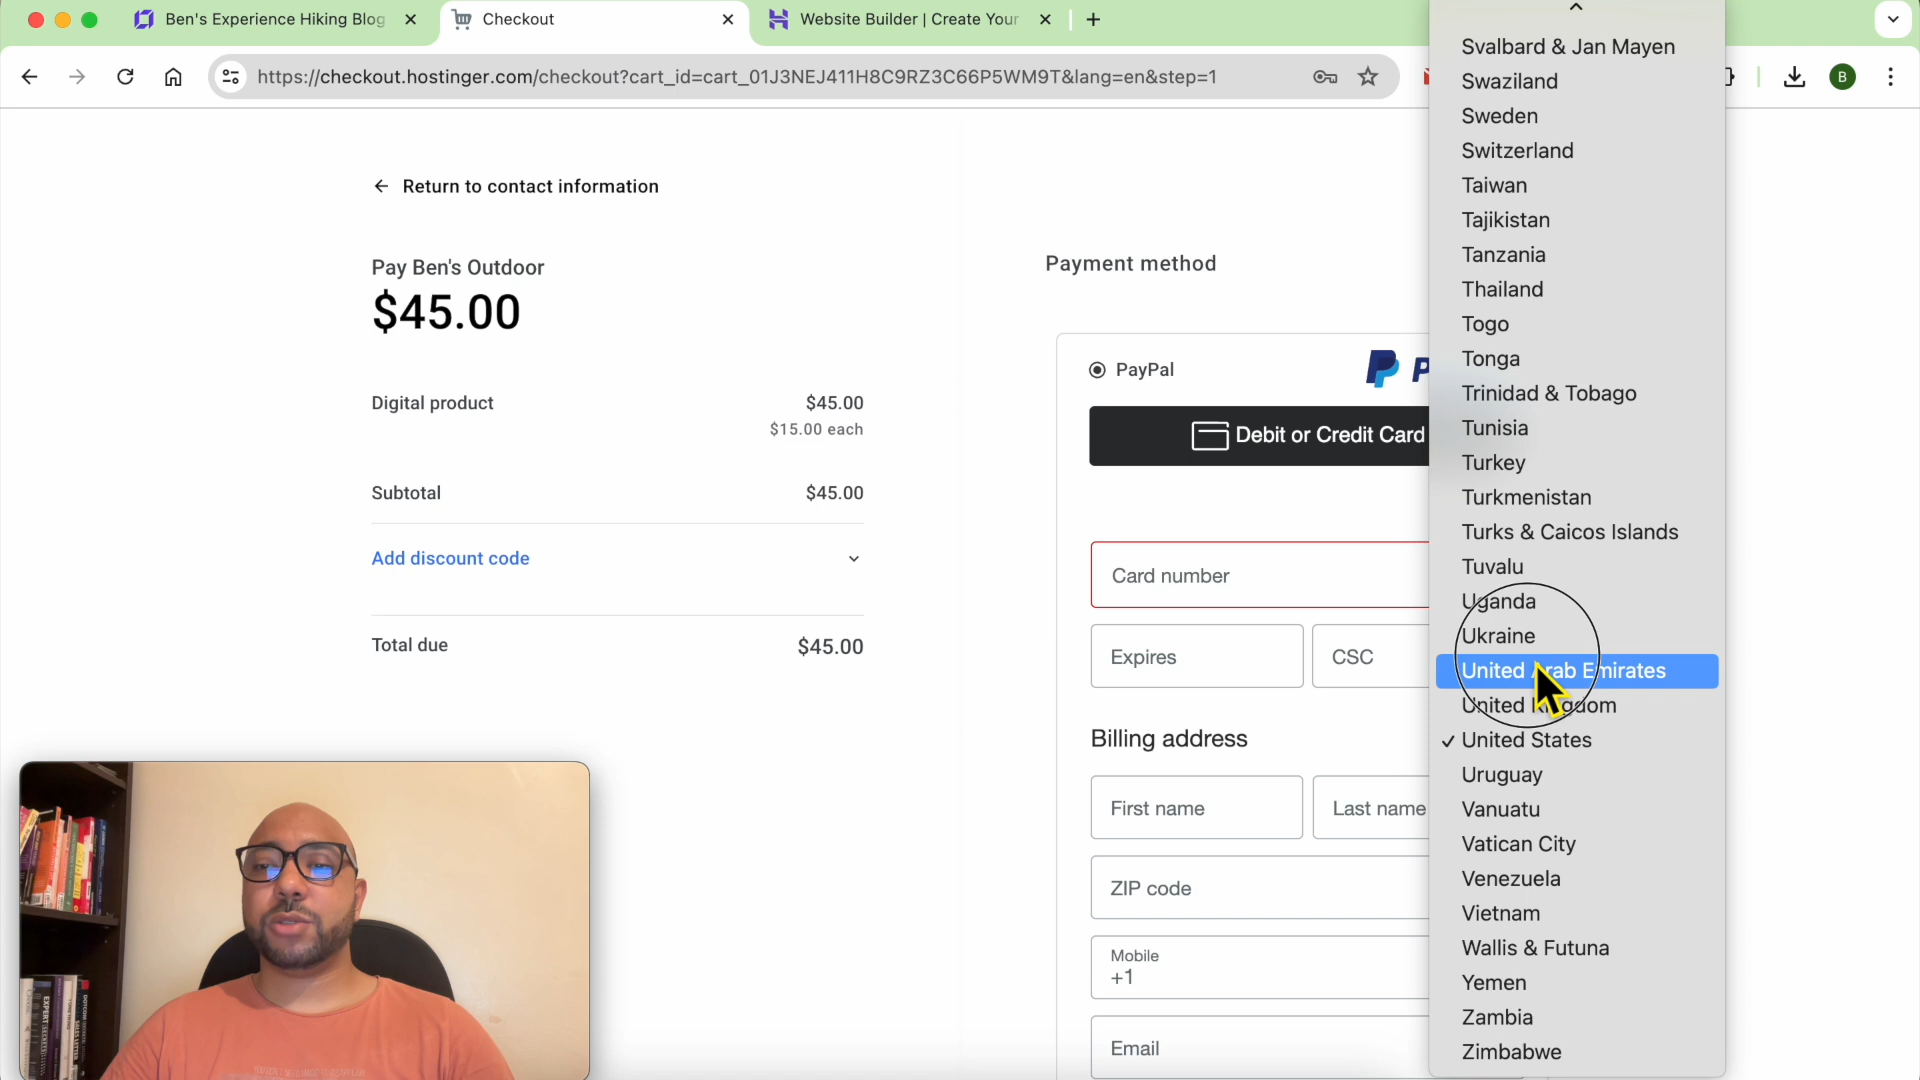 Ben's Experience Hiking Blog
Checkout
Website Builder | Create Your
https://checkout.hostinger.com/checkout?cart_id=cart_01J3NEJ411H8C9RZ3C66P5WM9T&lang=en&step=1
B
Return to contact information
Pay Ben's Outdoor
$45.00
Digital product $45.00
$15.00 each
Subtotal $45.00
Add discount code
Total due $45.00
Payment method
PayPal
Debit or Credit Card
Card number
Expires CSC
Billing address
First name Last name
ZIP code
Mobile
+1
Email
Svalbard & Jan Mayen
Swaziland
Sweden
Switzerland
Taiwan
Tajikistan
Tanzania
Thailand
Togo
Tonga
Trinidad & Tobago
Tunisia
Turkey
Turkmenistan
Turks & Caicos Islands
Tuvalu
Uganda
Ukraine
United Arab Emirates
United Kingdom
✓ United States
Uruguay
Vanuatu
Vatican City
Venezuela
Vietnam
Wallis & Futuna
Yemen
Zambia
Zimbabwe
EXPERT SECRETS